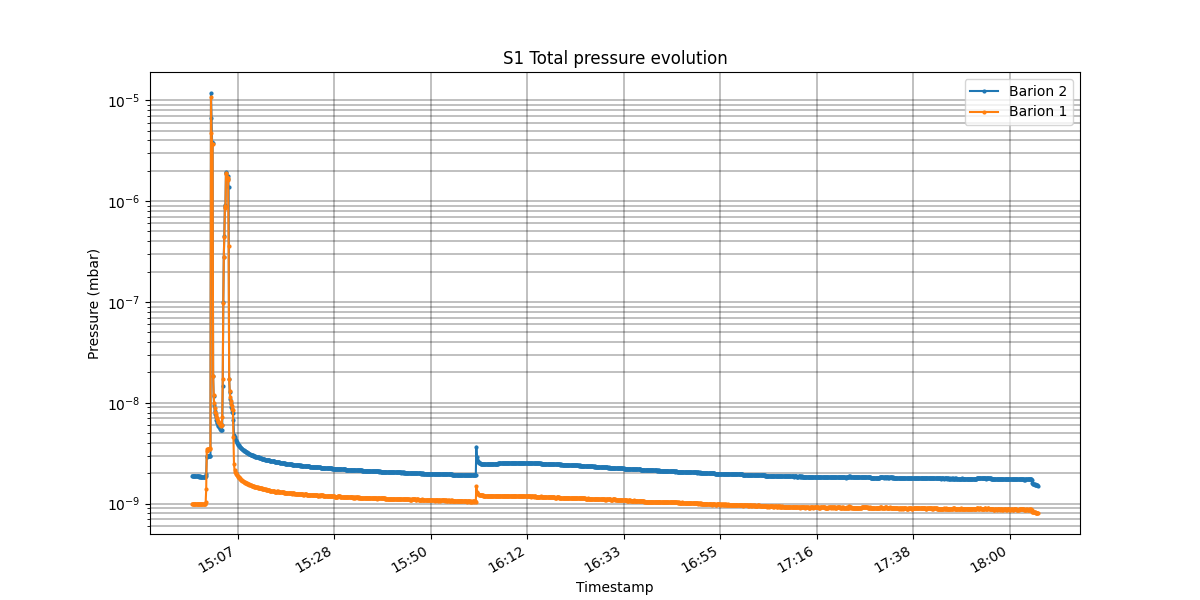 S1 Total pressure evolution
Barion 2
Barion 1
Pressure (mbar)
10⁻⁵
10⁻⁶
10⁻⁷
10⁻⁸
10⁻⁹
15:07 15:28 15:50 16:12 16:33 16:55 17:16 17:38 18:00
Timestamp